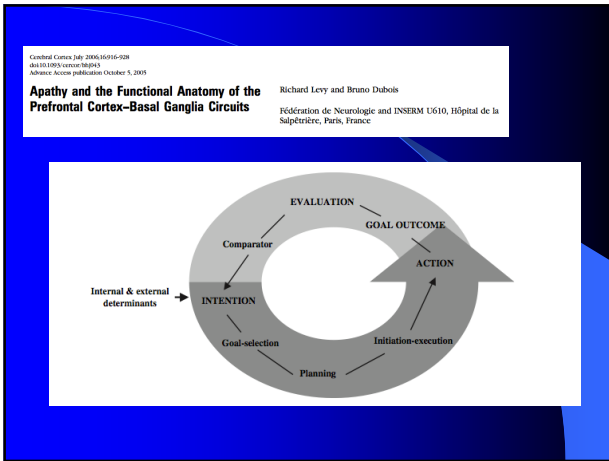 Cerebral Cortex July 2006;16:916-928
doi:10.1093/cercor/bhj043
Advance Access publication October 5, 2005
Apathy and the Functional Anatomy of the
Prefrontal Cortex–Basal Ganglia Circuits
Richard Levy and Bruno Dubois
Fédération de Neurologie and INSERM U610, Hôpital de la
Salpêtrière, Paris, France
EVALUATION
GOAL OUTCOME
Comparator
ACTION
Internal & external
determinants
INTENTION
Goal-selection
Initiation-execution
Planning